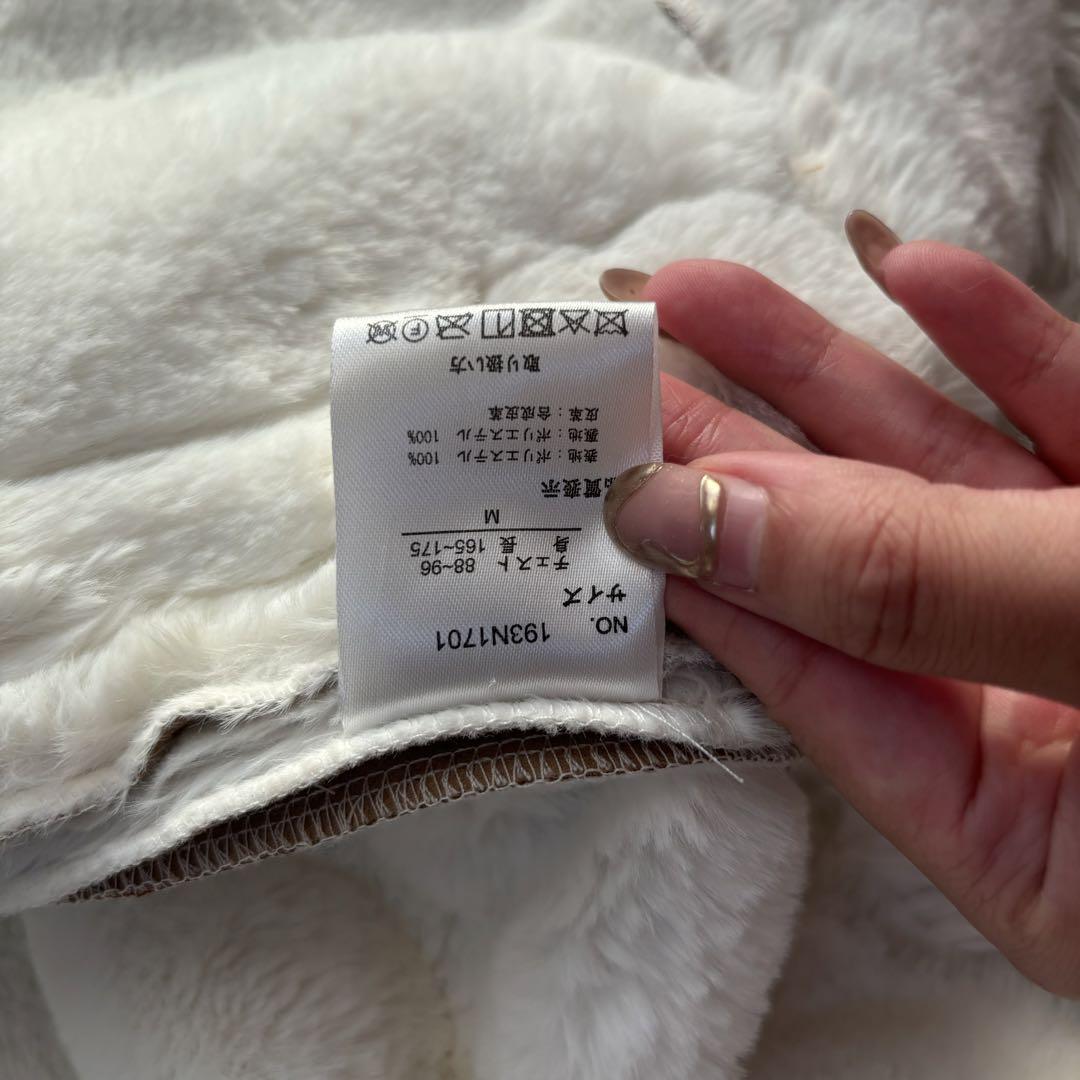 NO. 193N1701
サイズ
チェスト 88~96
身 長 165~175
M
質表示
表地:ポリエステル 100%
裏地:ポリエステル 100%
皮革:合成皮革
取り扱い方